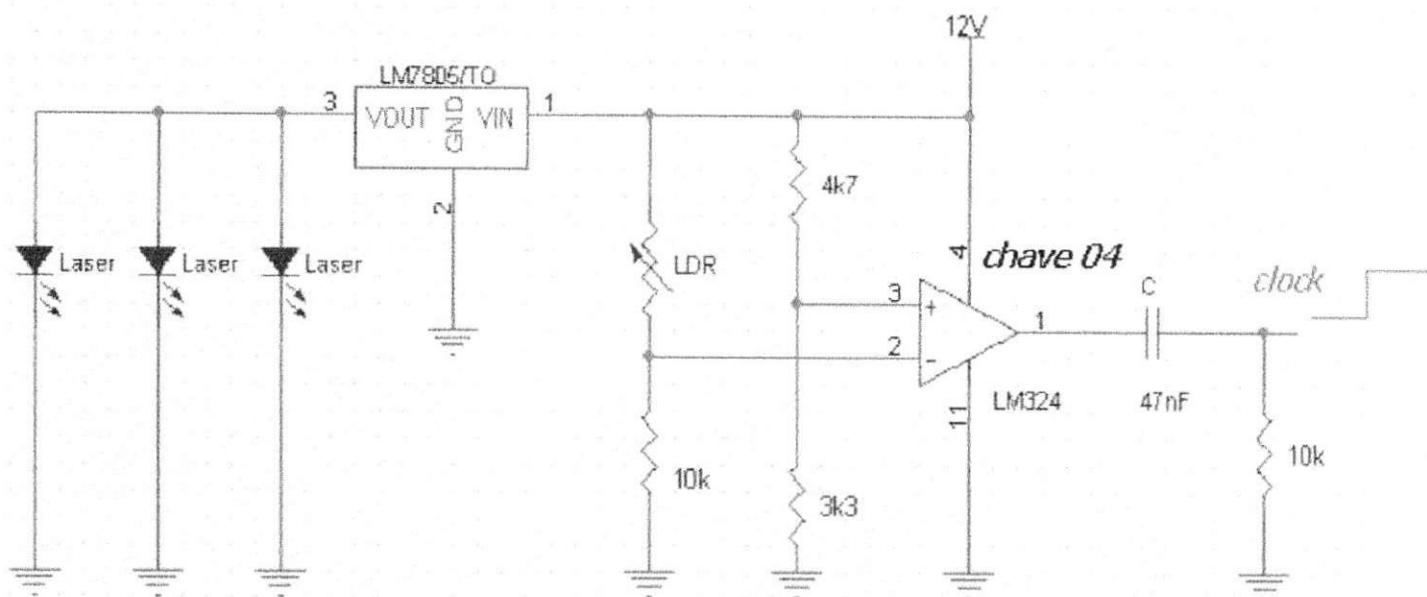 12V
LM7805/TO
3
VOUT
GND
VIN
1
2
4k7
Laser
Laser
Laser
LDR
4
chave 04
3
+
2
-
1
C
clock
11
LM324
47nF
10k
3k3
10k